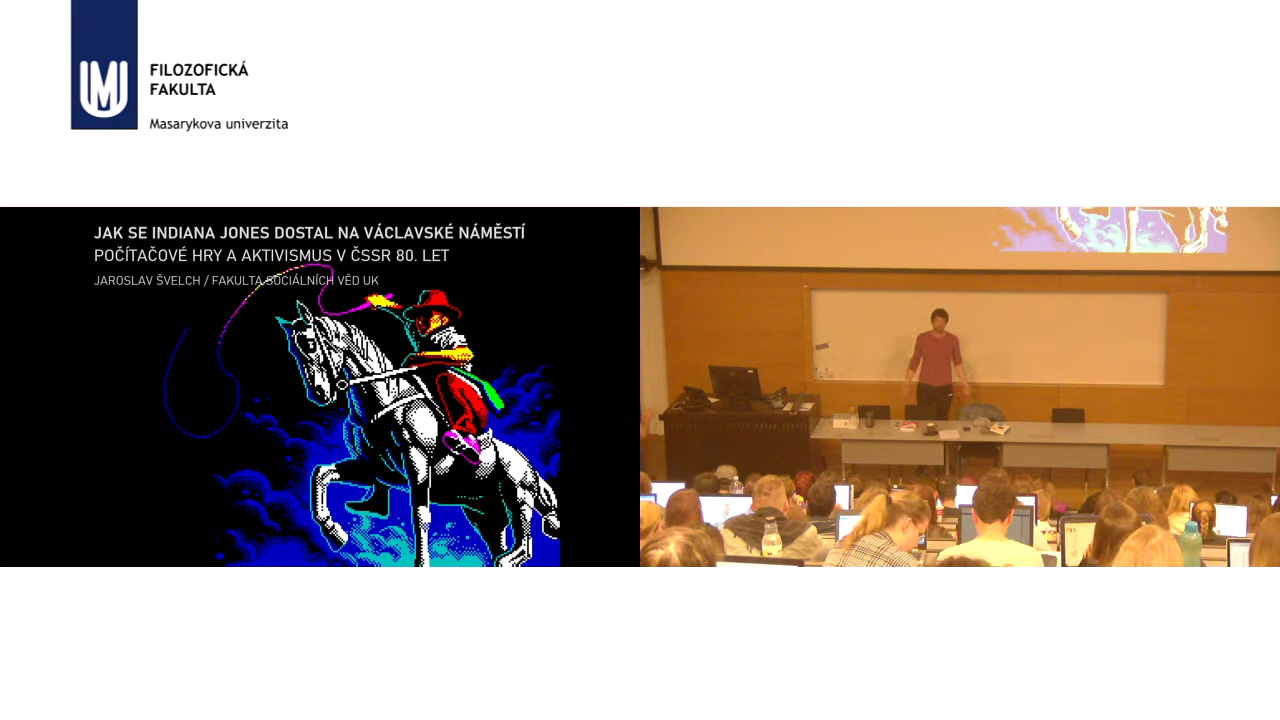 FILOZOFICKÁ
FAKULTA
Masarykova univerzita
JAK SE INDIANA JONES DOSTAL NA VÁCLAVSKÉ NÁMĚSTÍ
POČÍTAČOVÉ HRY A AKTIVISMUS V ČSSR 80. LET
JAROSLAV ŠVELCH / FAKULTA SOCIÁLNÍCH VĚD UK